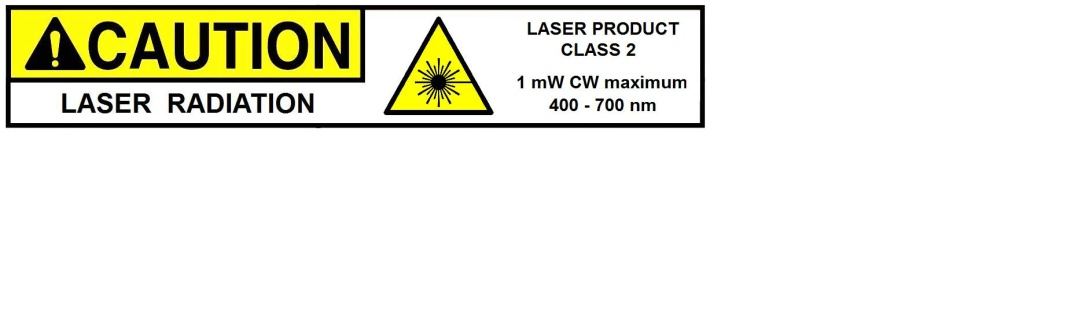 CAUTION
LASER RADIATION
LASER PRODUCT
CLASS 2
1 mW CW maximum
400 - 700 nm